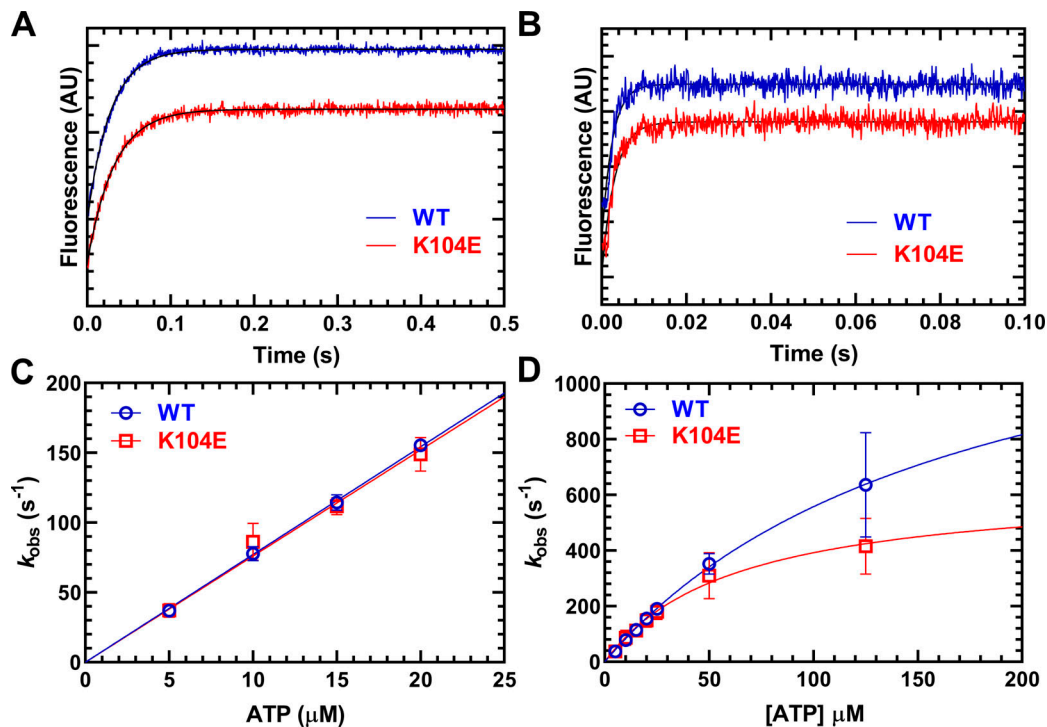 A
Fluorescence (AU)
WT
K104E
0.0 0.1 0.2 0.3 0.4 0.5
Time (s)
B
Fluorescence (AU)
WT
K104E
0.00 0.02 0.04 0.06 0.08 0.10
Time (s)
C
200
150
100
50
0
kobs (s-1)
WT
K104E
0 5 10 15 20 25
ATP (μM)
D
1000
800
600
400
200
0
kobs (s-1)
WT
K104E
0 50 100 150 200
[ATP] μM